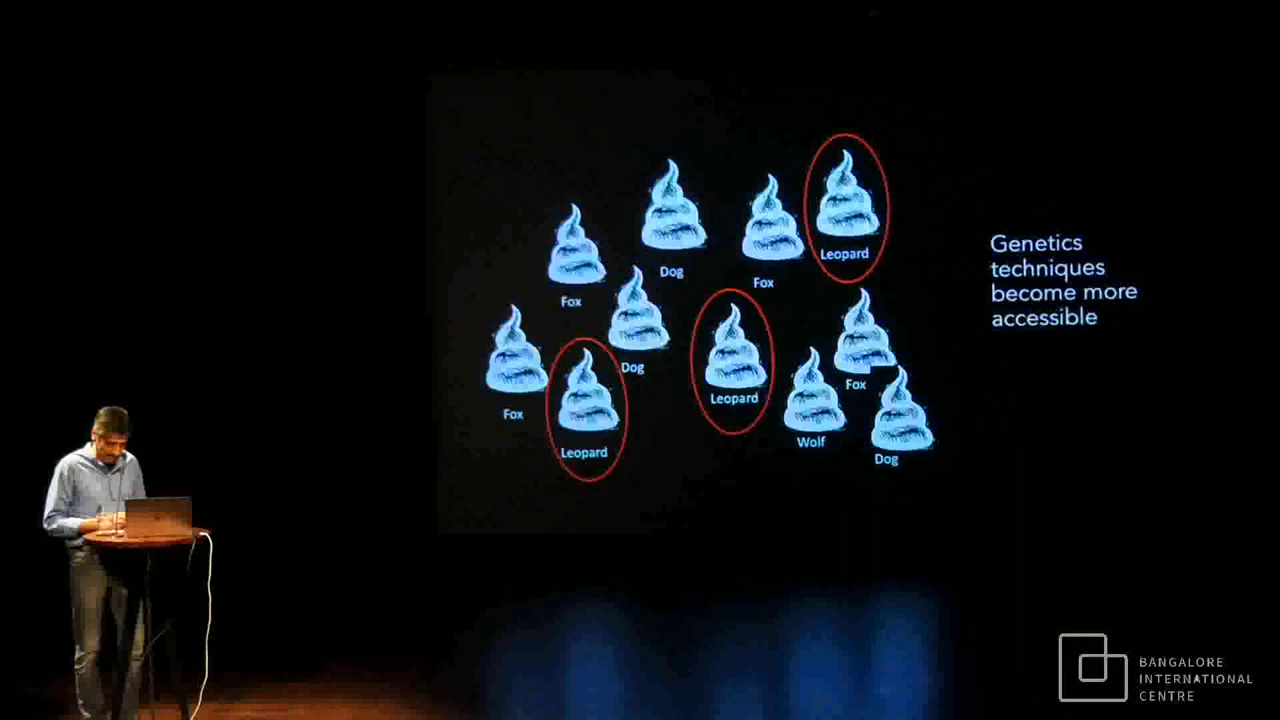 Leopard
Dog
Fox
Fox
Dog
Fox
Leopard
Fox
Leopard
Wolf
Dog
Genetics
techniques
become more
accessible
BANGALORE
INTERNATIONAL
CENTRE